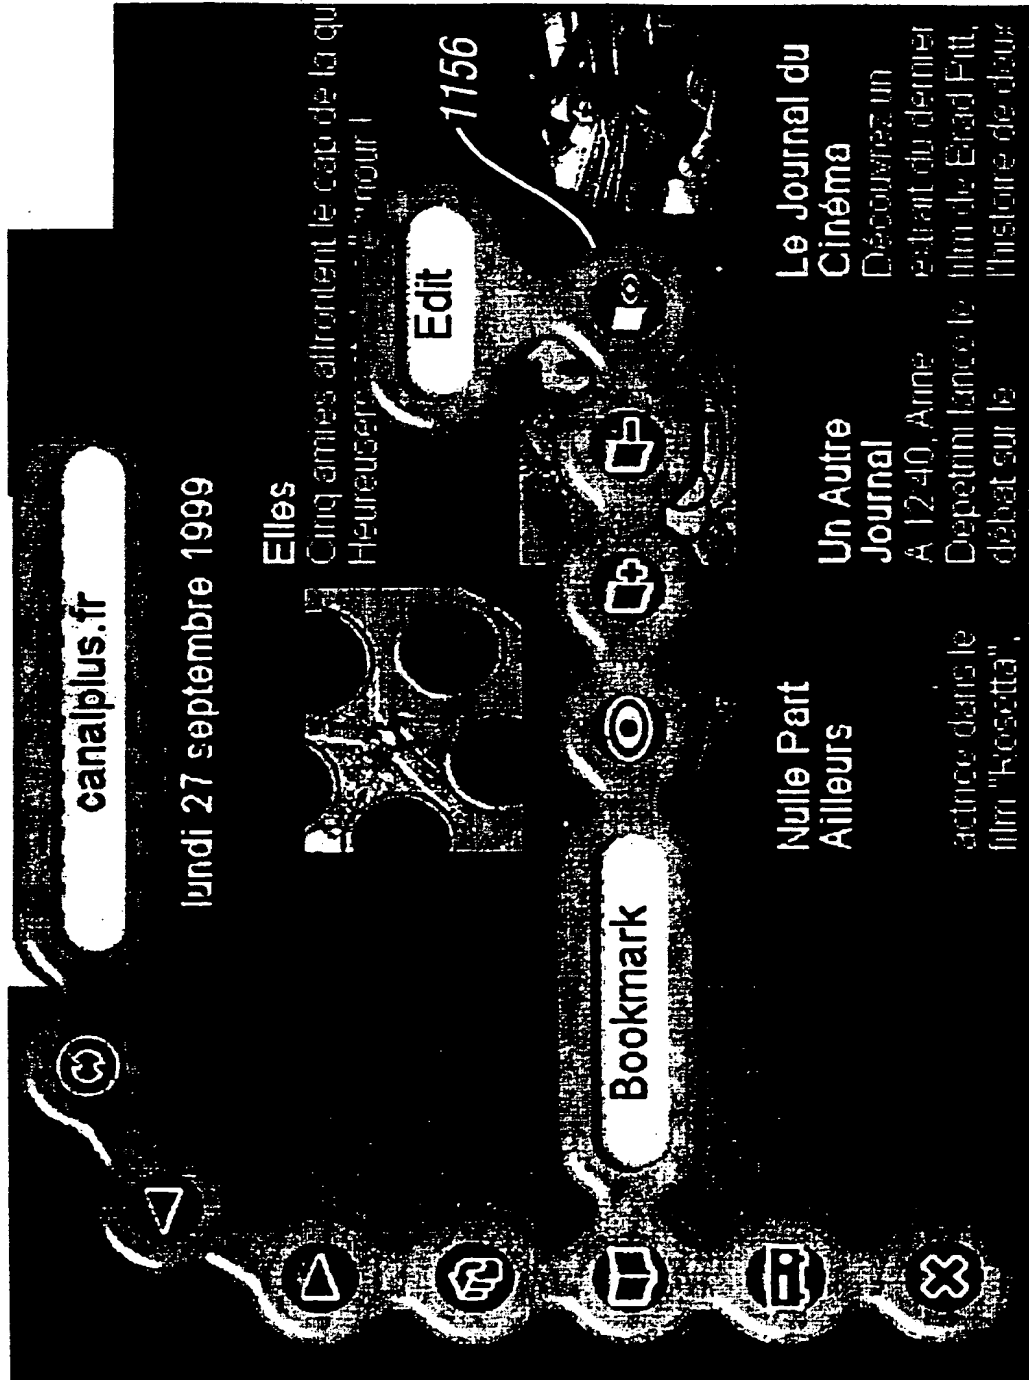 canalplus.fr
lundi 27 septembre 1999
Elles
Cinq amies affrontent le cap de la qu
1156
Edit
Bookmark
Nulle Part
Ailleurs
actrice dans le
film "Rosetta",
Un Autre
Journal
A 12:40, Anne
lance le
débat sur le
Le Journal du
Cinéma
Découvrez un
extrait du dernier
film de Brad Pitt,
l'histoire de deux